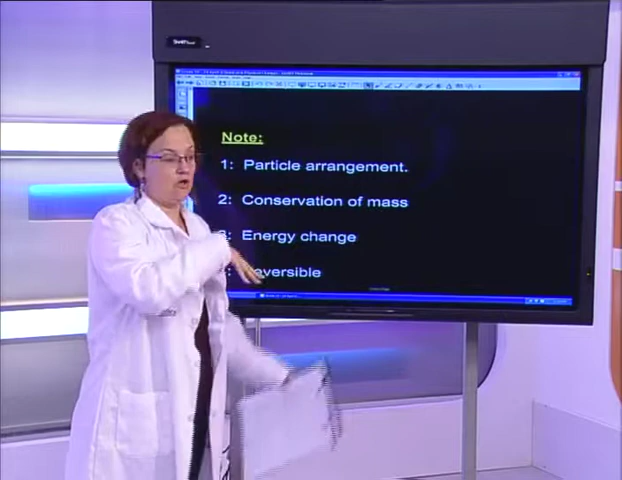 Note:
1: Particle arrangement.
2: Conservation of mass
: Energy change